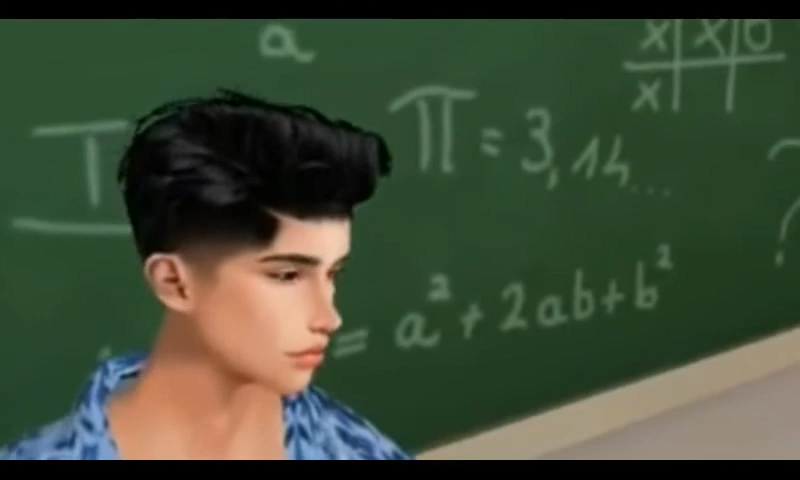 a
x|x|o
x| |
I
π = 3,14...
= a² + 2ab + b²
?